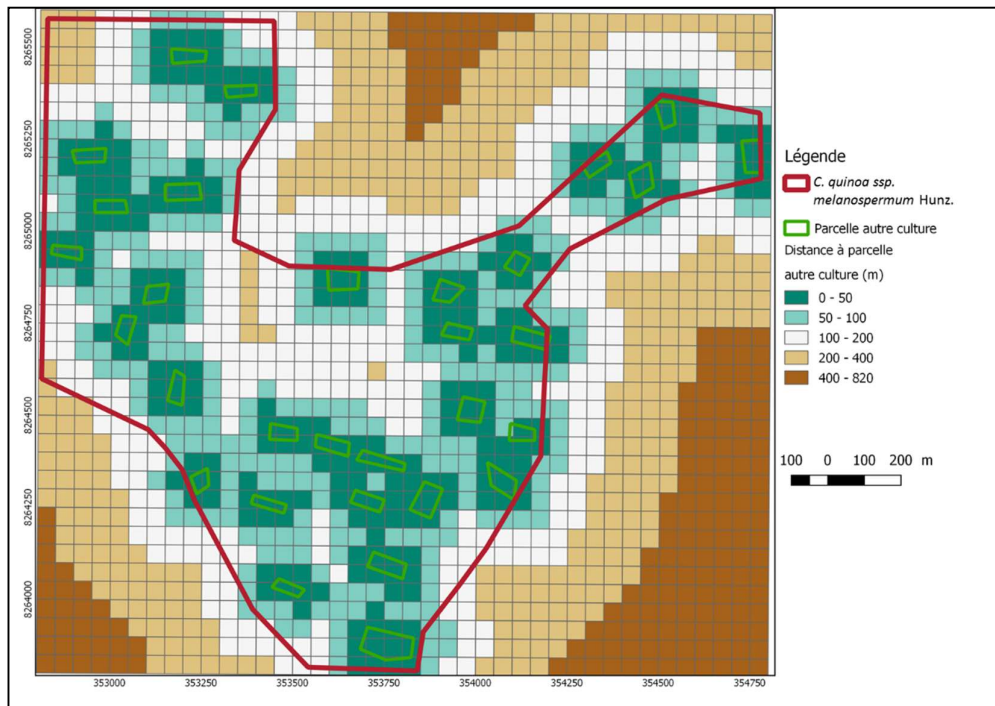 8265500
8265250
8265000
8264750
8264500
8264250
8264000
353000
353250
353500
353750
354000
354250
354500
354750
Légende
C. quinoa ssp.
melanospermum Hunz.
Parcelle autre culture
Distance à parcelle
autre culture (m)
0 - 50
50 - 100
100 - 200
200 - 400
400 - 820
100 0 100 200 m